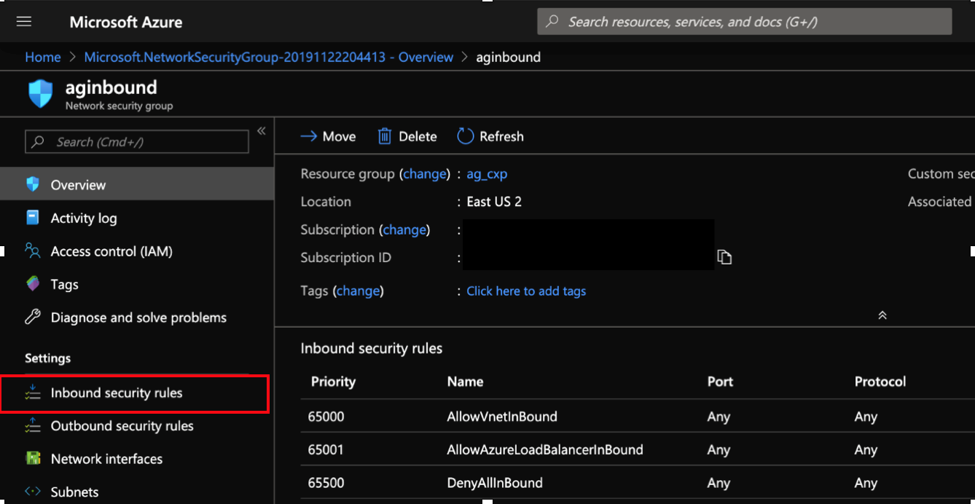 Microsoft Azure
Search resources, services, and docs (G+/)
Home > Microsoft.NetworkSecurityGroup-20191122204413 - Overview > aginbound
aginbound
Network security group
Search (Cmd+/)
«
Overview
Activity log
Access control (IAM)
Tags
Diagnose and solve problems
Settings
Inbound security rules
Outbound security rules
Network interfaces
Subnets
Move Delete Refresh
Resource group (change) : ag_cxp
Location : East US 2
Subscription (change) :
Subscription ID :
Tags (change) : Click here to add tags
Custom sec
Associated
Inbound security rules
Priority Name Port Protocol
65000 AllowVnetInBound Any Any
65001 AllowAzureLoadBalancerInBound Any Any
65500 DenyAllInBound Any Any